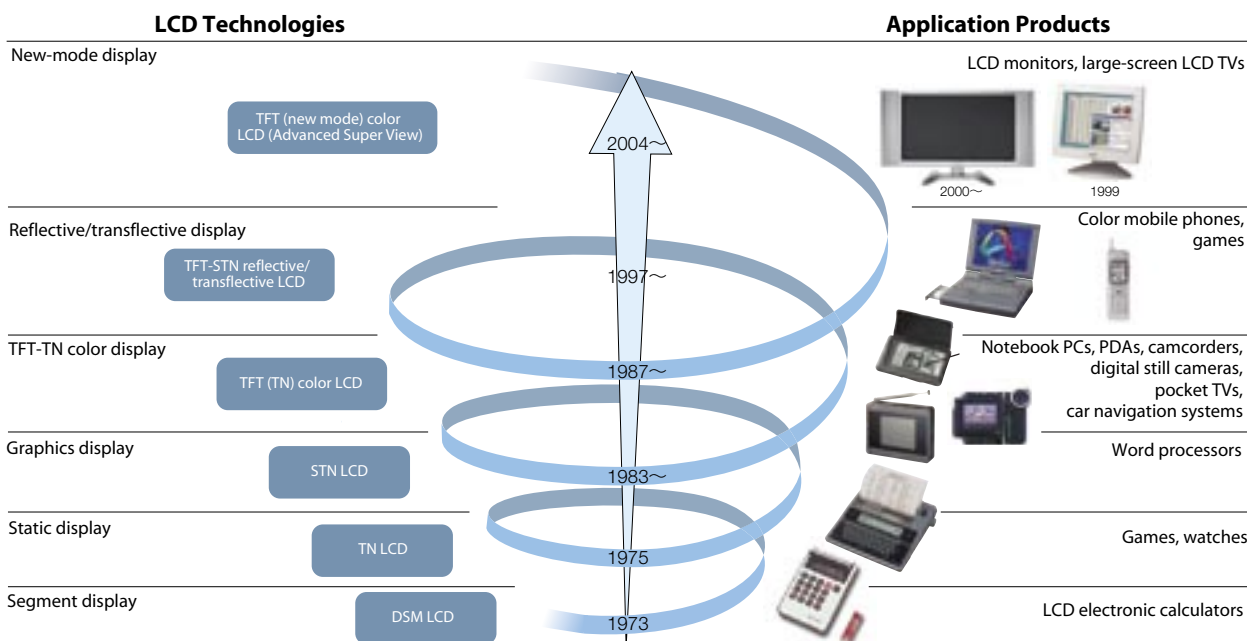 LCD Technologies
Application Products
New-mode display
LCD monitors, large-screen LCD TVs
TFT (new mode) color
LCD (Advanced Super View)
2004～
2000～
1999
Reflective/transflective display
Color mobile phones,
games
TFT-STN reflective/
transflective LCD
1997～
TFT-TN color display
Notebook PCs, PDAs, camcorders,
digital still cameras,
pocket TVs,
car navigation systems
TFT (TN) color LCD
1987～
Graphics display
Word processors
STN LCD
1983～
Static display
Games, watches
TN LCD
1975
Segment display
LCD electronic calculators
DSM LCD
1973